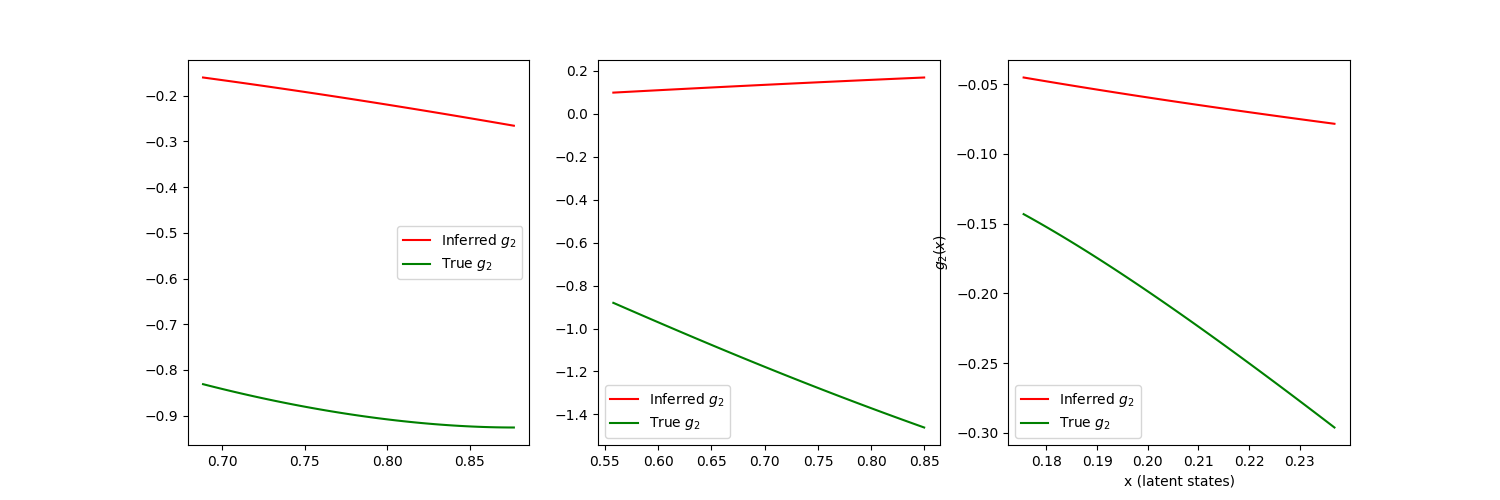 −0.2
−0.3
−0.4
−0.5
−0.6
−0.7
−0.8
−0.9
0.70 0.75 0.80 0.85
Inferred g₂
True g₂
0.2
0.0
−0.2
−0.4
−0.6
−0.8
−1.0
−1.2
−1.4
0.55 0.60 0.65 0.70 0.75 0.80 0.85
Inferred g₂
True g₂
g₂(x)
−0.05
−0.10
−0.15
−0.20
−0.25
−0.30
0.18 0.19 0.20 0.21 0.22 0.23
x (latent states)
Inferred g₂
True g₂